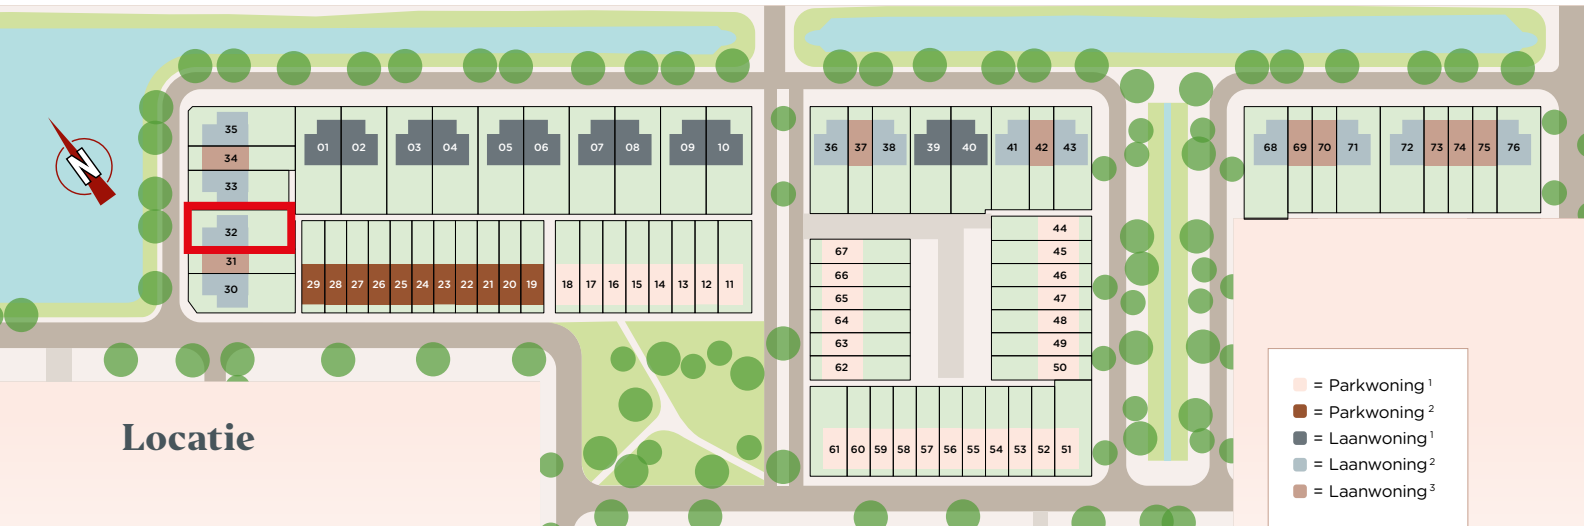 35
34
33
32
31
30
01 02 03 04 05 06 07 08 09 10
29 28 27 26 25 24 23 22 21 20 19
18 17 16 15 14 13 12 11
36 37 38 39 40 41 42 43
44
45
46
47
48
49
50
67
66
65
64
63
62
61 60 59 58 57 56 55 54 53 52 51
68 69 70 71 72 73 74 75 76
N
Locatie
= Parkwoning 1
= Parkwoning 2
= Laanwoning 1
= Laanwoning 2
= Laanwoning 3